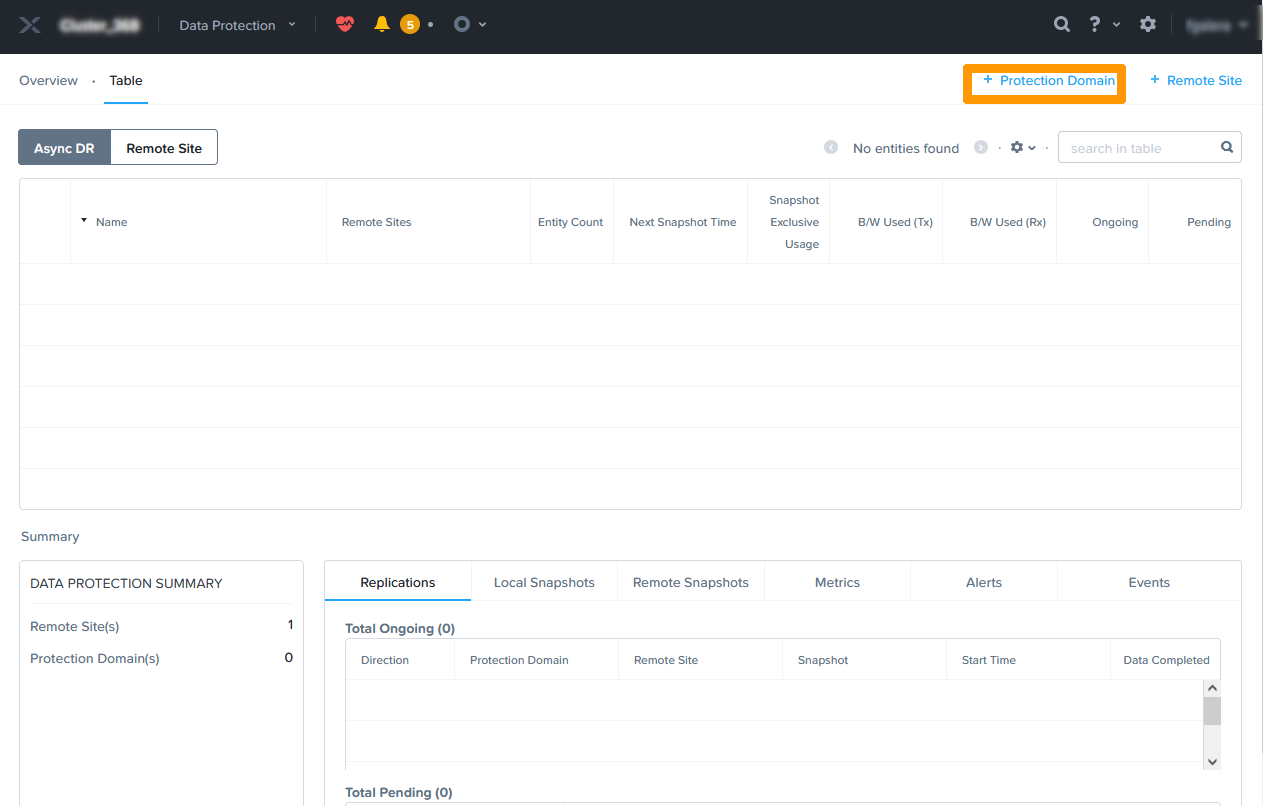 Data Protection
5
?
Overview · Table
+ Protection Domain
+ Remote Site
Async DR
Remote Site
No entities found
search in table
Name
Remote Sites
Entity Count
Next Snapshot Time
Snapshot
Exclusive
Usage
B/W Used (Tx)
B/W Used (Rx)
Ongoing
Pending
Summary
DATA PROTECTION SUMMARY
Remote Site(s) 1
Protection Domain(s) 0
Replications
Local Snapshots
Remote Snapshots
Metrics
Alerts
Events
Total Ongoing (0)
Direction
Protection Domain
Remote Site
Snapshot
Start Time
Data Completed
Total Pending (0)